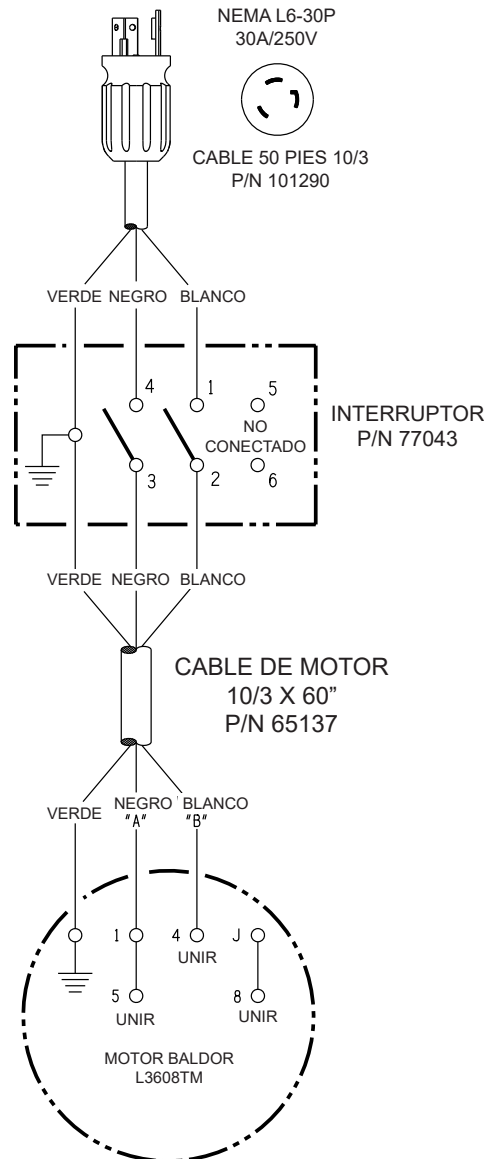 NEMA L6-30P
30A/250V
CABLE 50 PIES 10/3
P/N 101290
VERDE NEGRO BLANCO
4 1 5
NO
CONECTADO
3 2 6
INTERRUPTOR
P/N 77043
VERDE NEGRO BLANCO
CABLE DE MOTOR
10/3 X 60”
P/N 65137
VERDE NEGRO BLANCO
"A" "B"
1 4 J
UNIR
5 8
UNIR UNIR
MOTOR BALDOR
L3608TM